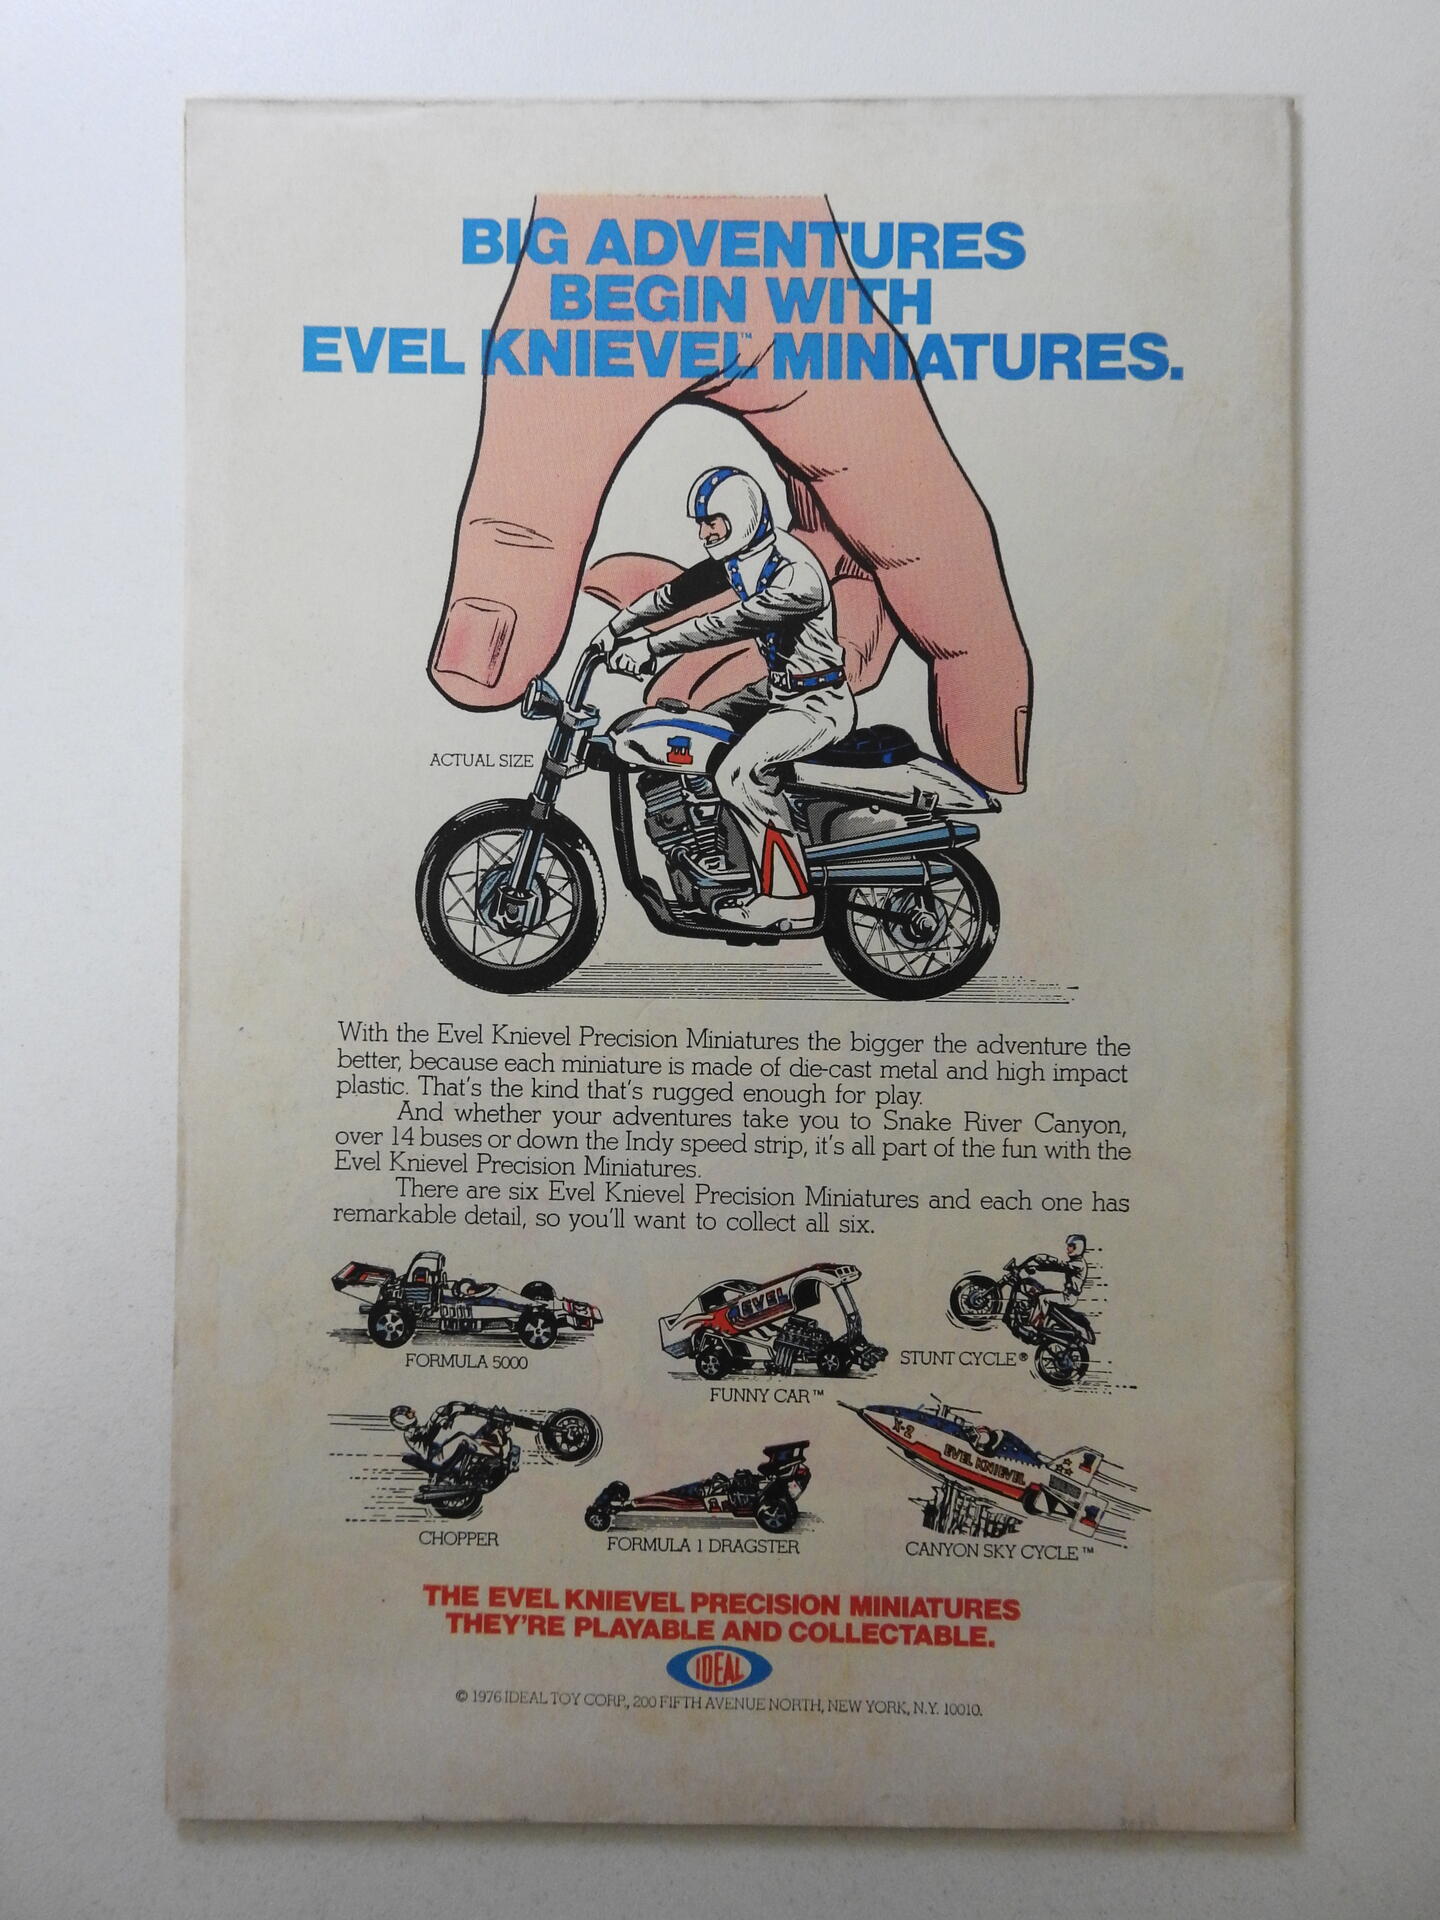 BIG ADVENTURES
BEGIN WITH
EVEL KNIEVEL™ MINIATURES.
ACTUAL SIZE
1
With the Evel Knievel Precision Miniatures the bigger the adventure the
better, because each miniature is made of die-cast metal and high impact
plastic. That's the kind that's rugged enough for play.
And whether your adventures take you to Snake River Canyon,
over 14 buses or down the Indy speed strip, it's all part of the fun with the
Evel Knievel Precision Miniatures.
There are six Evel Knievel Precision Miniatures and each one has
remarkable detail, so you'll want to collect all six.
EVEL
FORMULA 5000
FUNNY CAR™
STUNT CYCLE®
X-2
EVEL KNIEVEL
1
1
1
CHOPPER
FORMULA 1 DRAGSTER
CANYON SKY CYCLE™
THE EVEL KNIEVEL PRECISION MINIATURES
THEY'RE PLAYABLE AND COLLECTABLE.
IDEAL
© 1976 IDEAL TOY CORP., 200 FIFTH AVENUE NORTH, NEW YORK, N.Y. 10010.